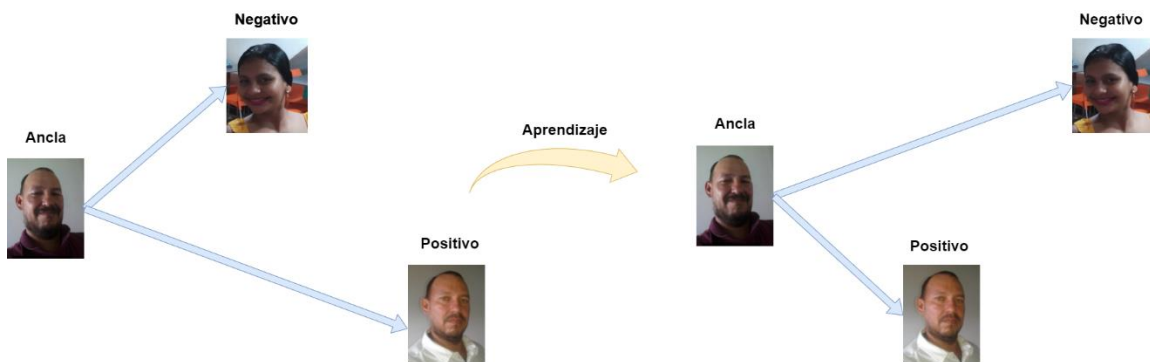 Negativo
Ancla
Positivo
Aprendizaje
Negativo
Ancla
Positivo